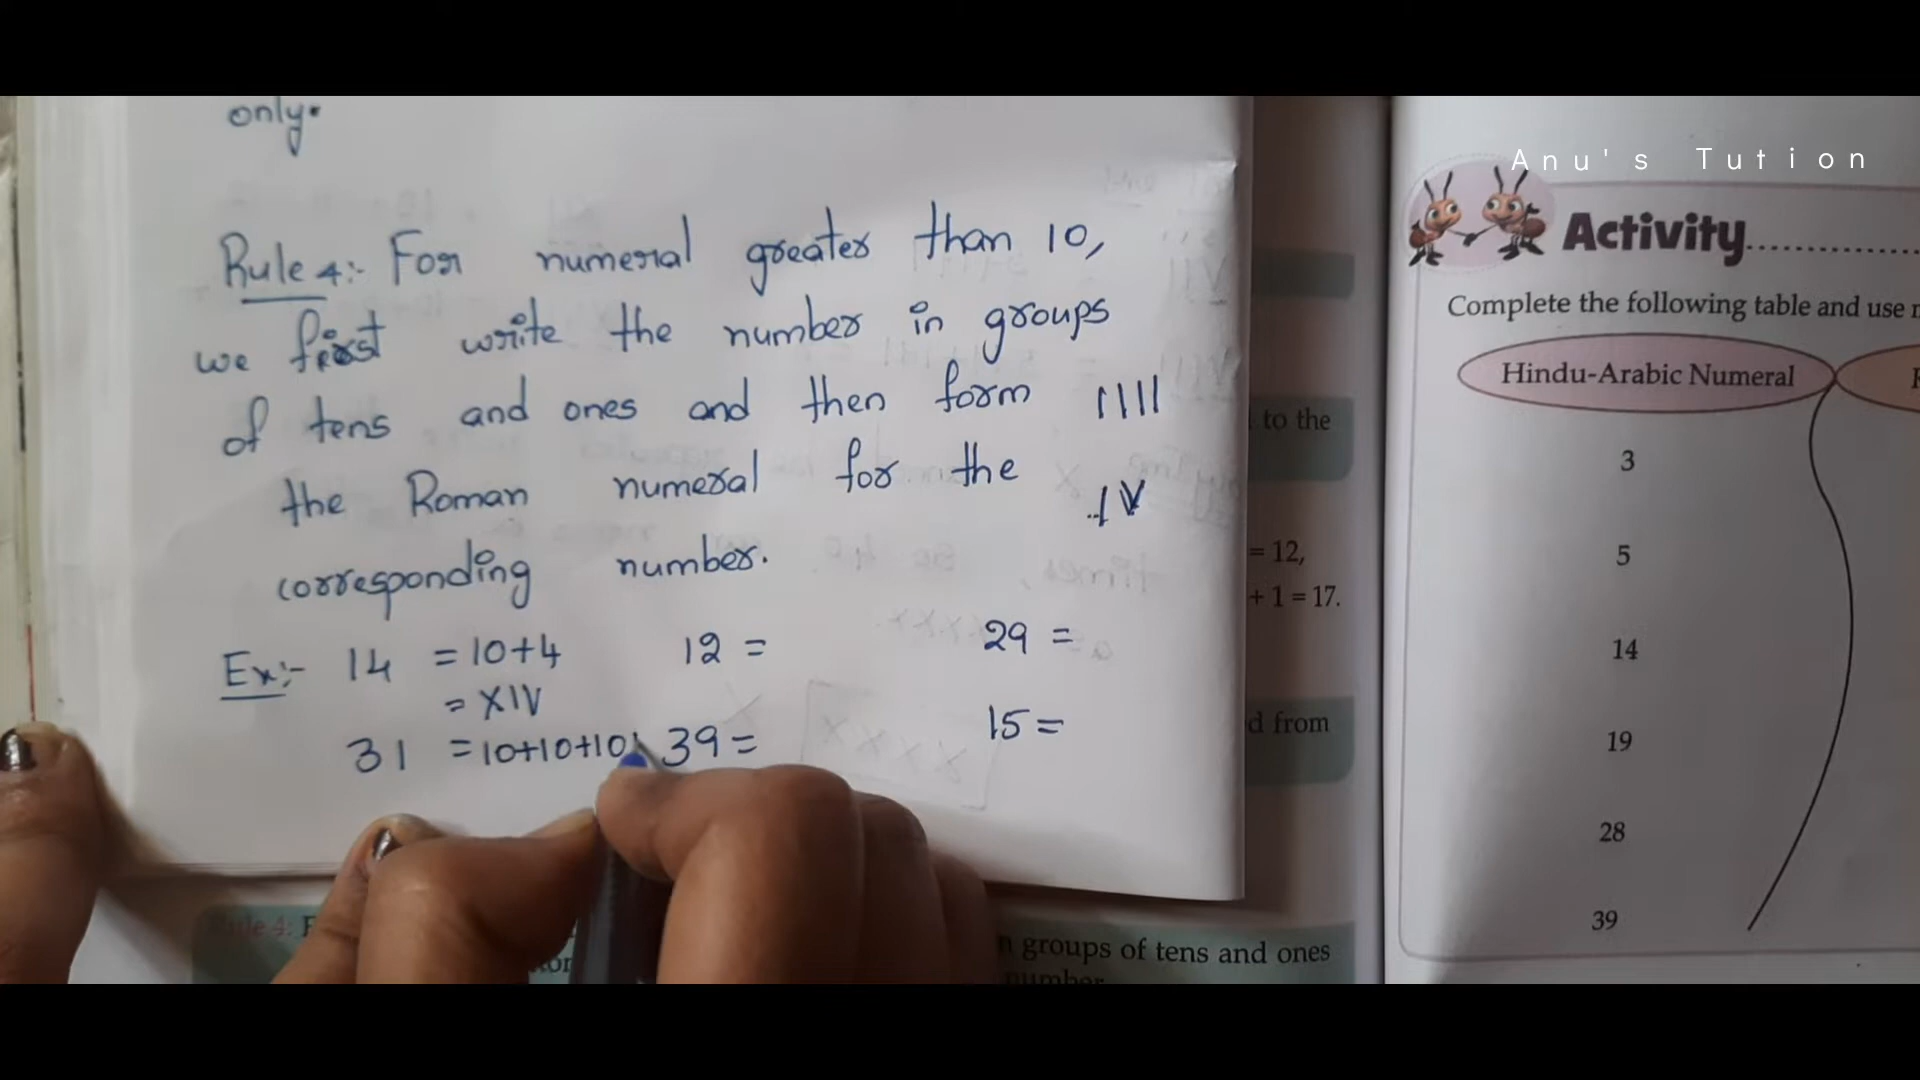 only.
Rule 4:- For numeral greater than 10,
we first write the number in groups
of tens and ones and then form
the Roman numeral for the
corresponding number.
IIII
IV
Ex:- 14 = 10+4
= XIV
12 =
29 =
31 = 10+10+10
39 =
15 =
to the
= 12,
+ 1 = 17.
d from
n groups of tens and ones
number
Anu's Tution
Activity
Complete the following table and use
Hindu-Arabic Numeral
3
5
14
19
28
39